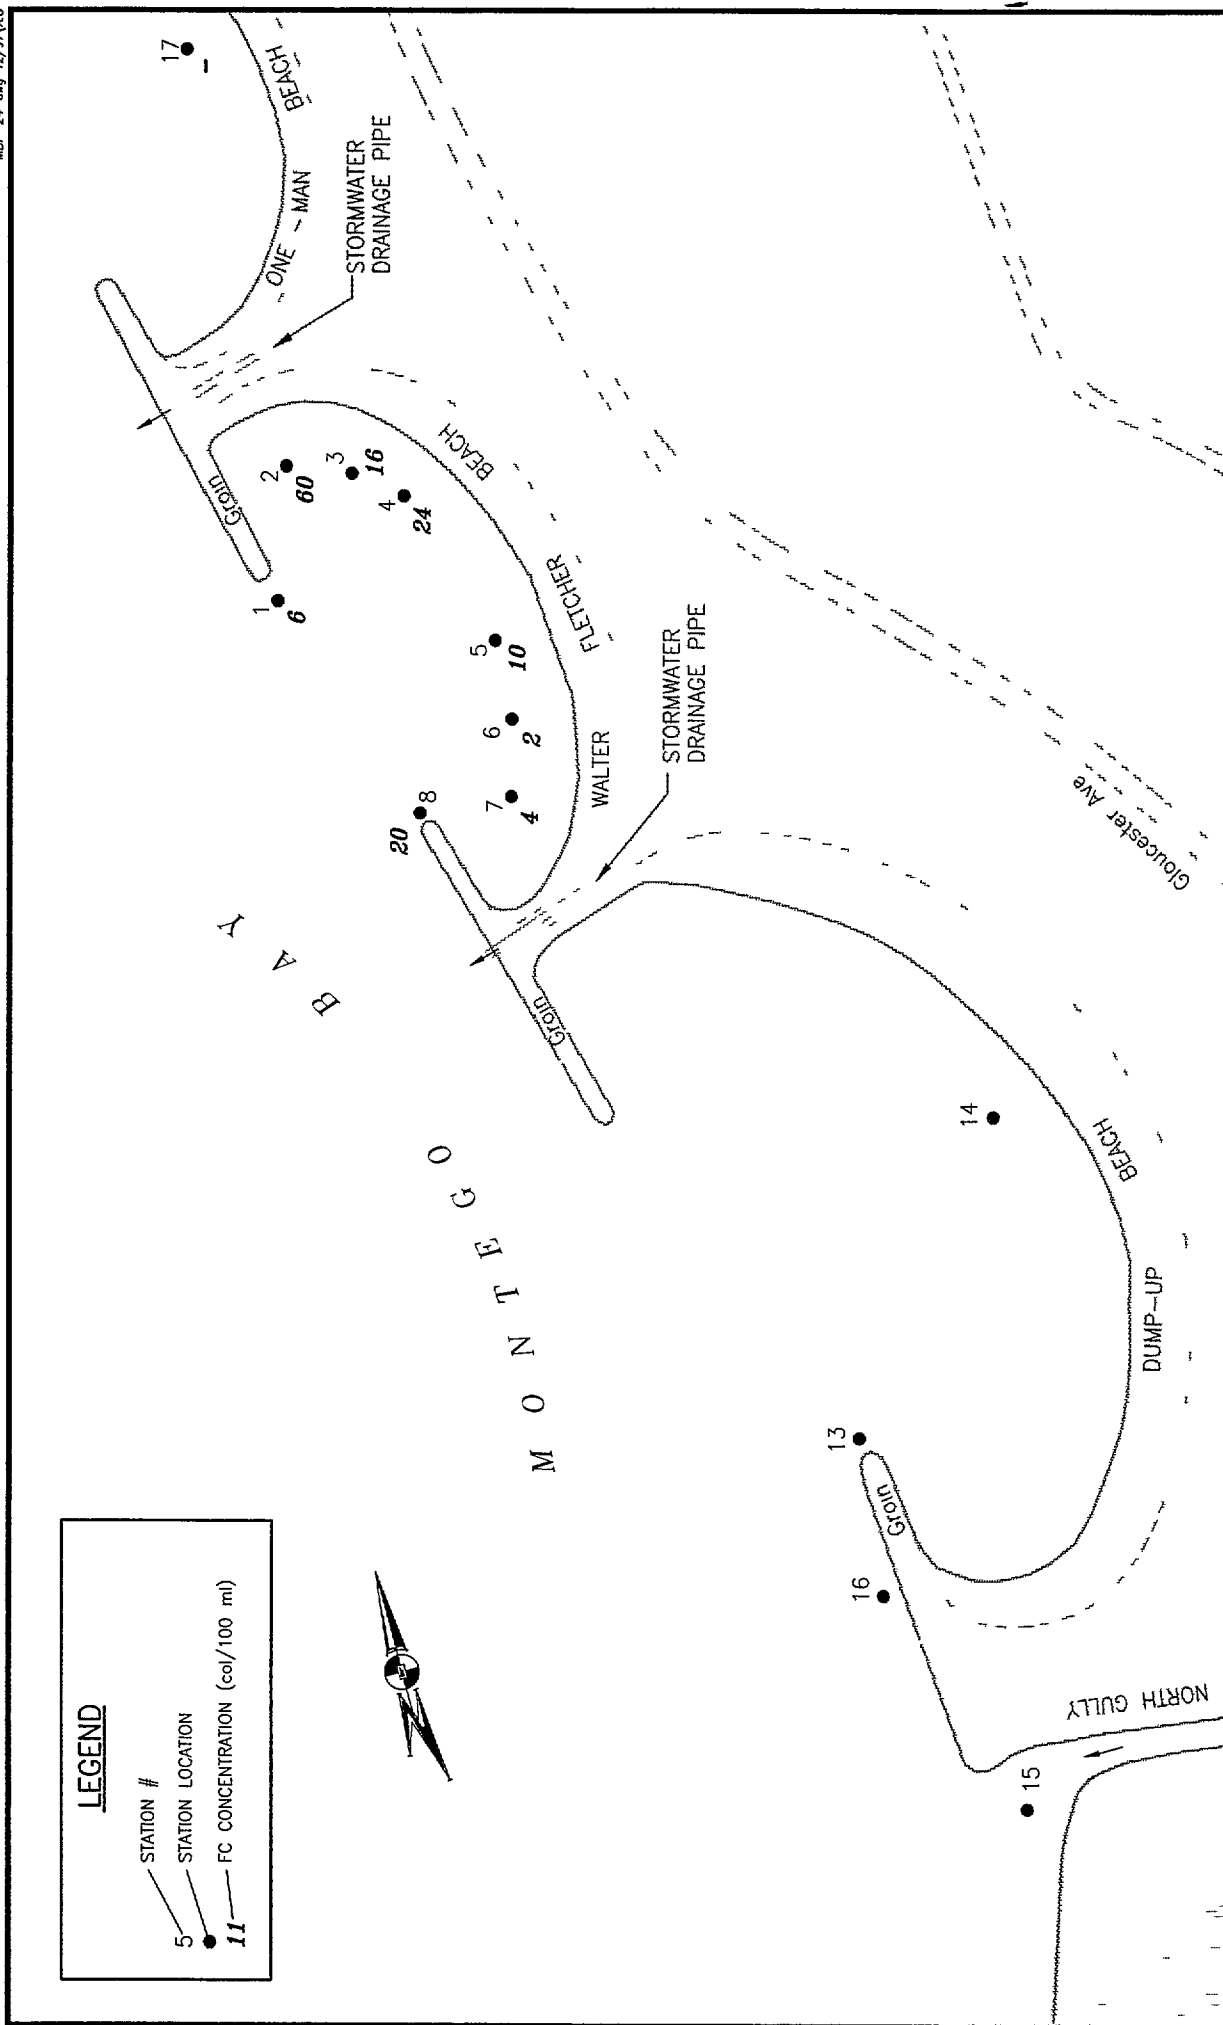 LEGEND
STATION #
STATION LOCATION
FC CONCENTRATION (col/100 ml)
5
11
MONTEGO BAY
17
–
ONE - MAN BEACH
STORMWATER
DRAINAGE PIPE
Groin
1
6
2
60
3
16
4
24
5
10
6
2
7
4
8
20
WALTER FLETCHER BEACH
STORMWATER
DRAINAGE PIPE
Groin
Gloucester Ave
14
DUMP-UP BEACH
13
Groin
16
15
NORTH GULLY